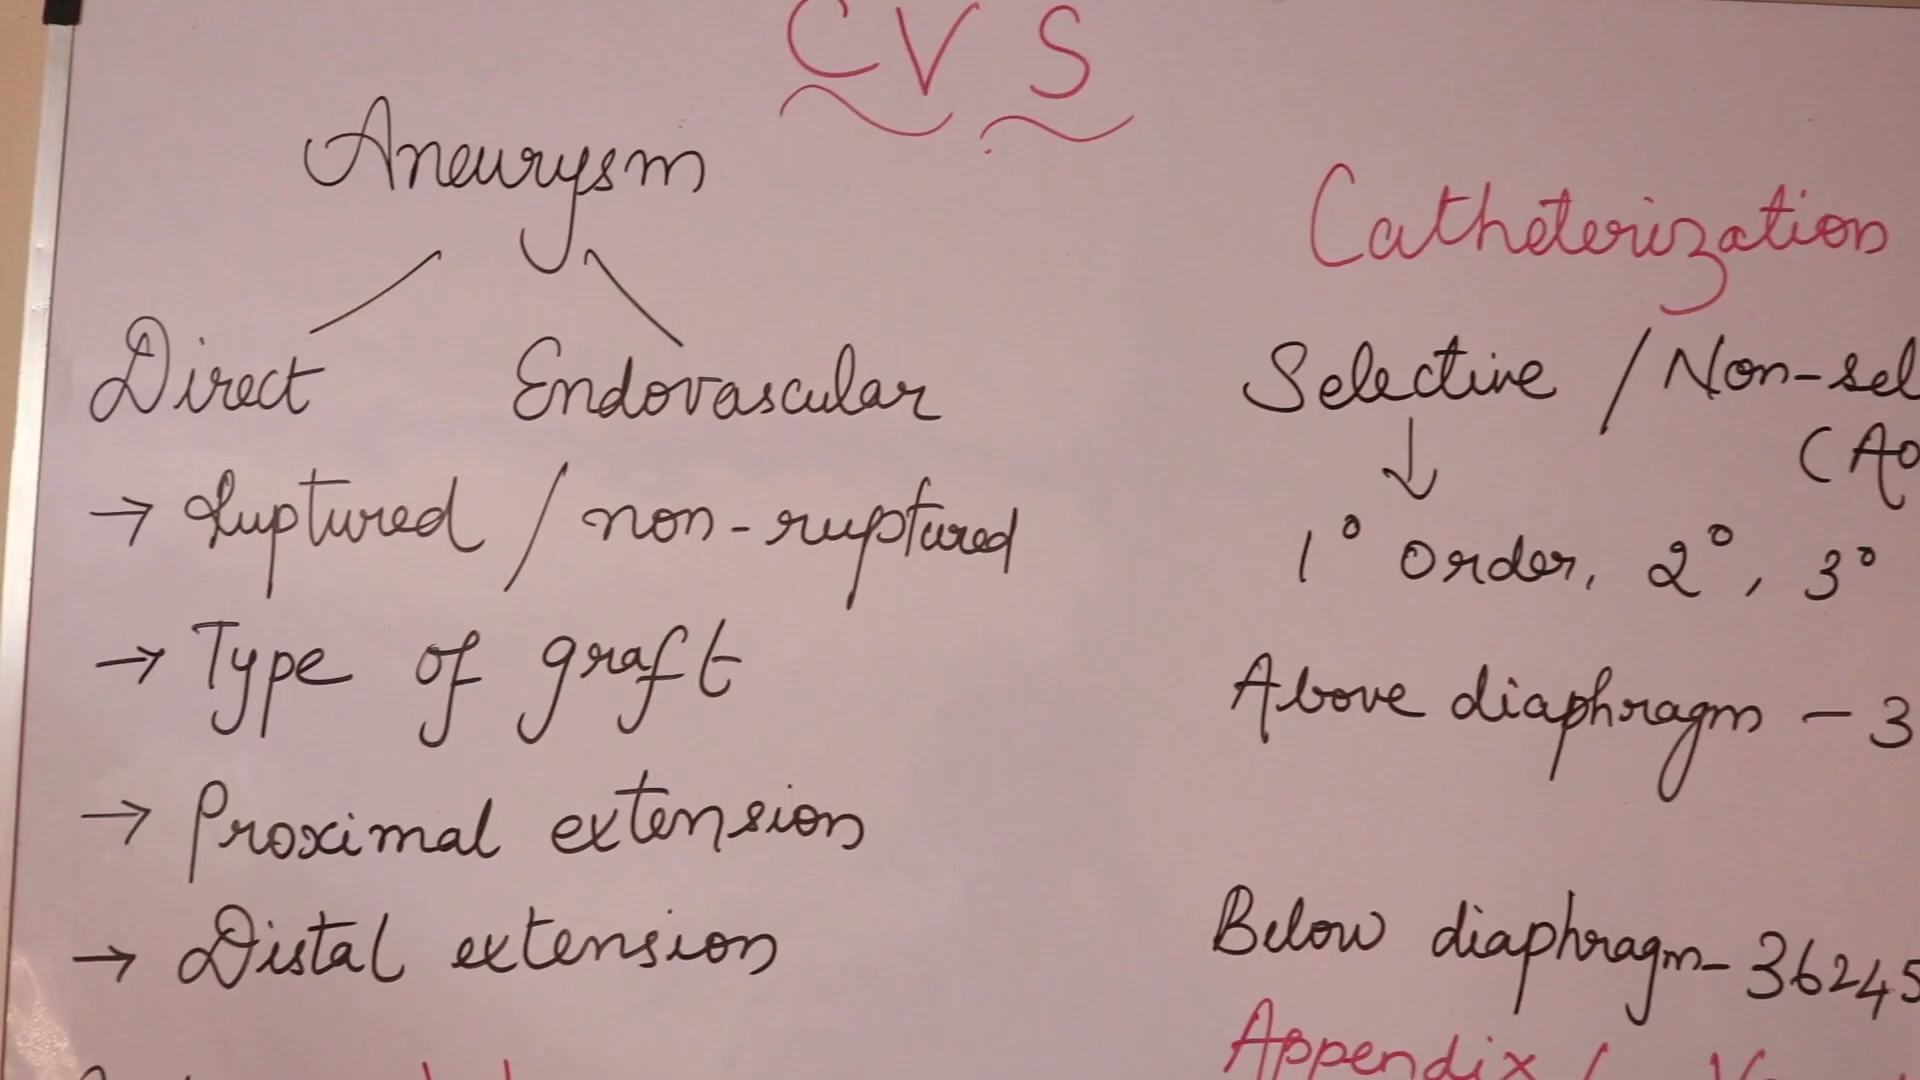 CVS
Aneurysm
Direct Endovascular
→ Ruptured / non-ruptured
→ Type of graft
→ Proximal extension
→ Distal extension
Catheterization
Selective / Non-sel
(Ao
↓
1° order, 2°, 3°
Above diaphragm - 3
Below diaphragm - 36245
Appendix